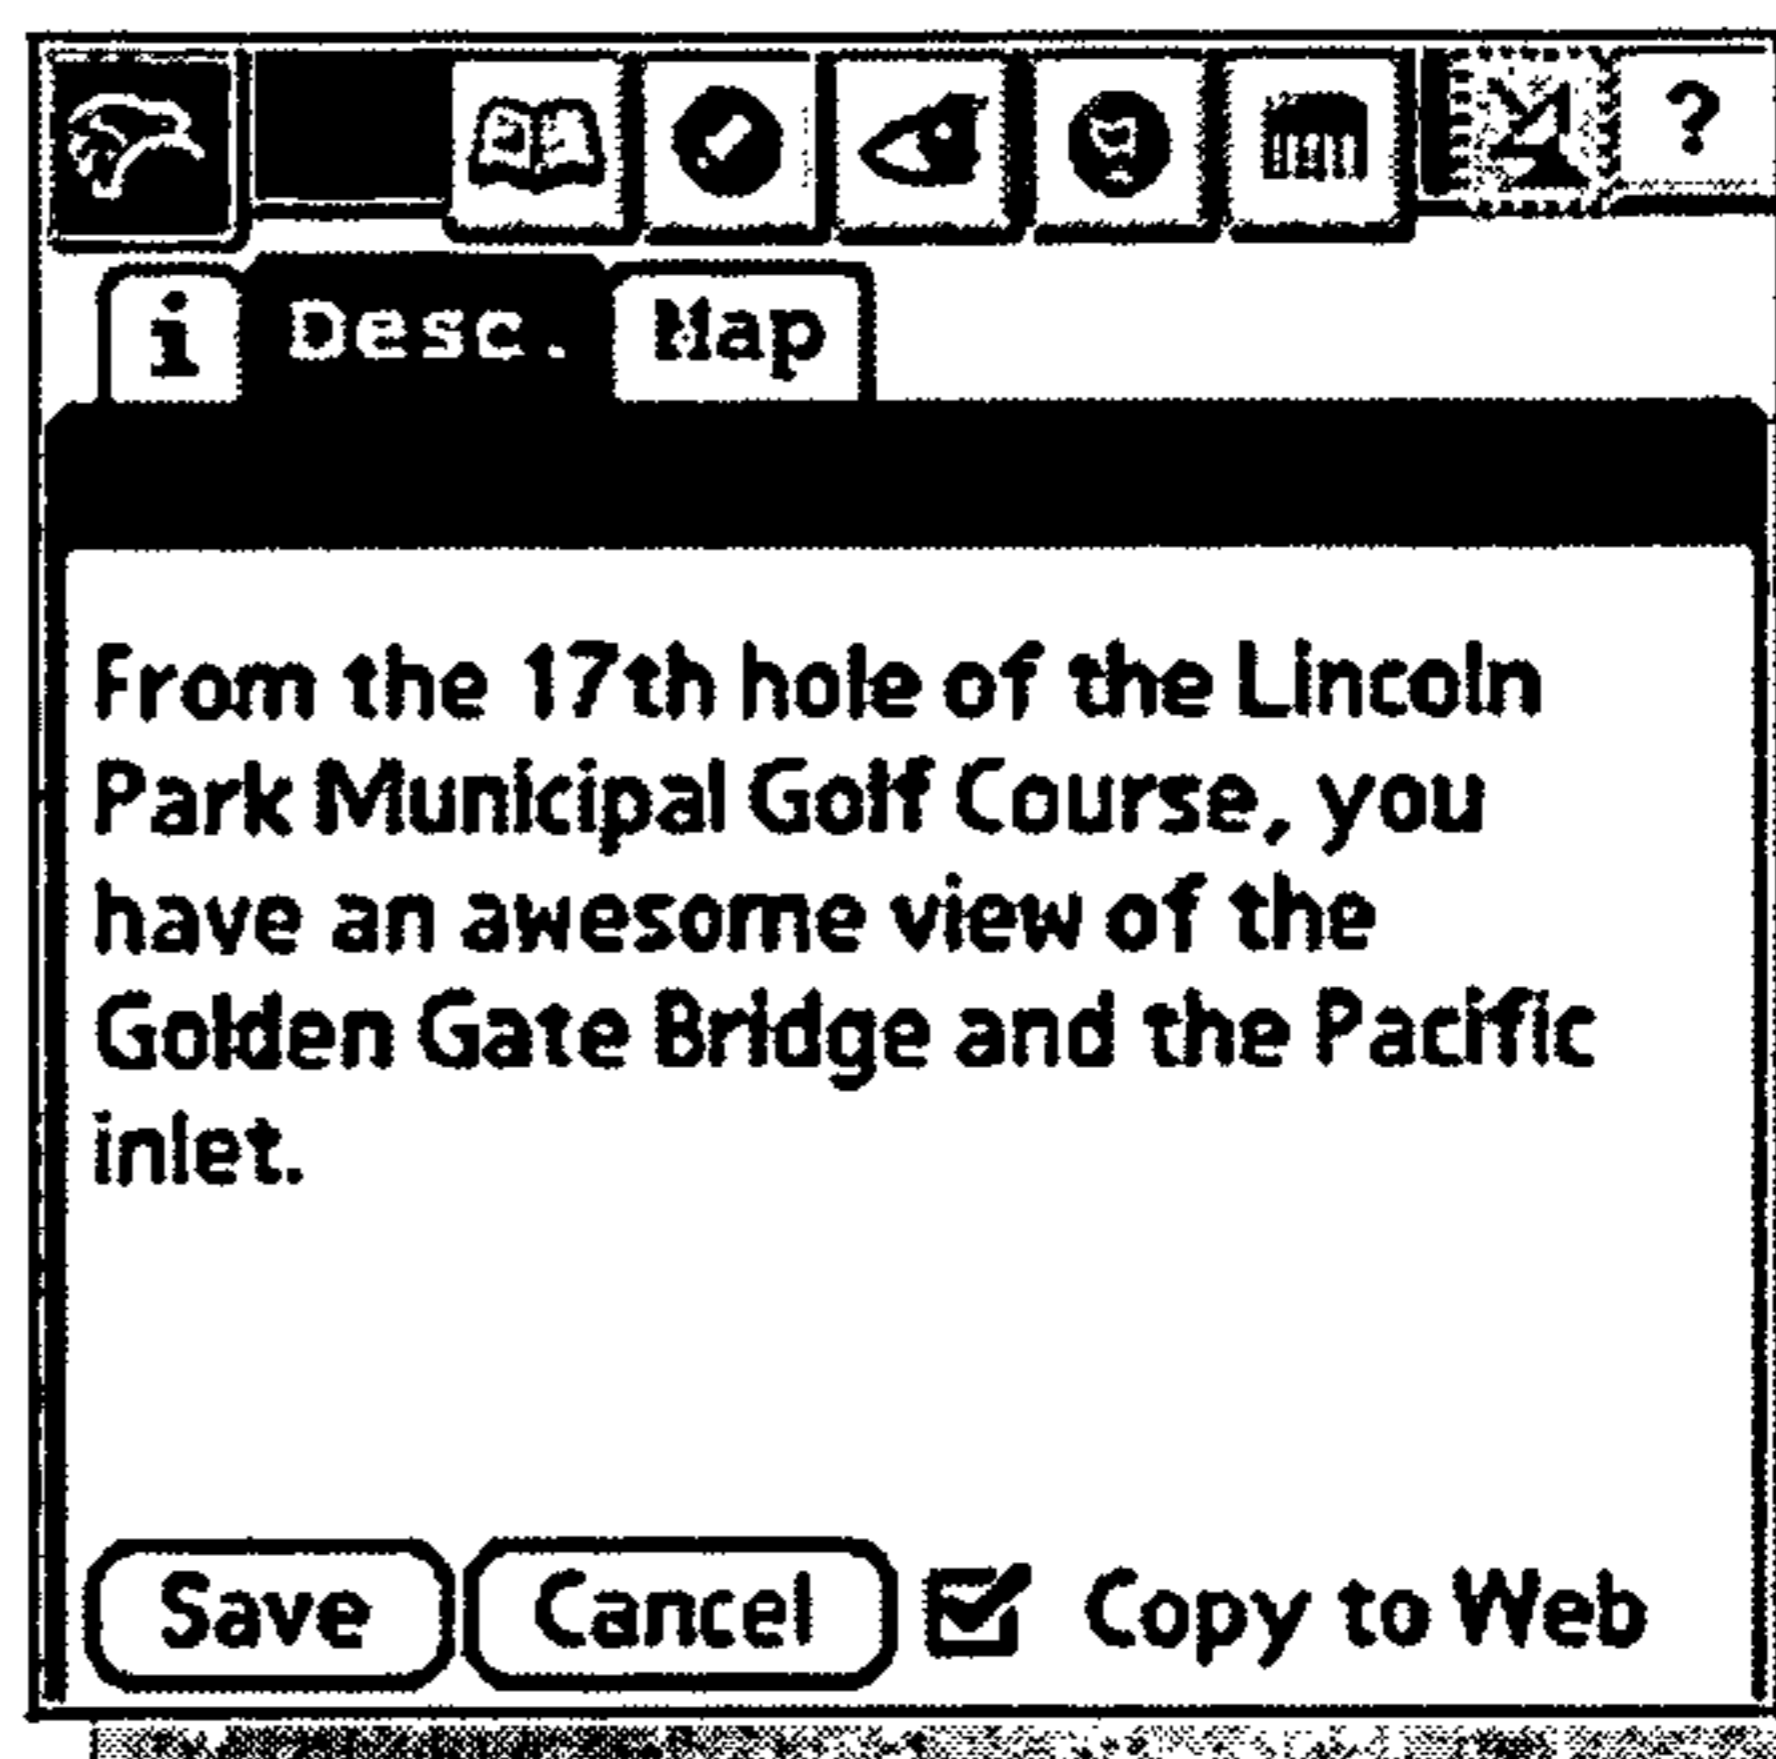 ?
i Desc. Map
From the 17th hole of the Lincoln
Park Municipal Golf Course, you
have an awesome view of the
Golden Gate Bridge and the Pacific
inlet.
Save Cancel Copy to Web